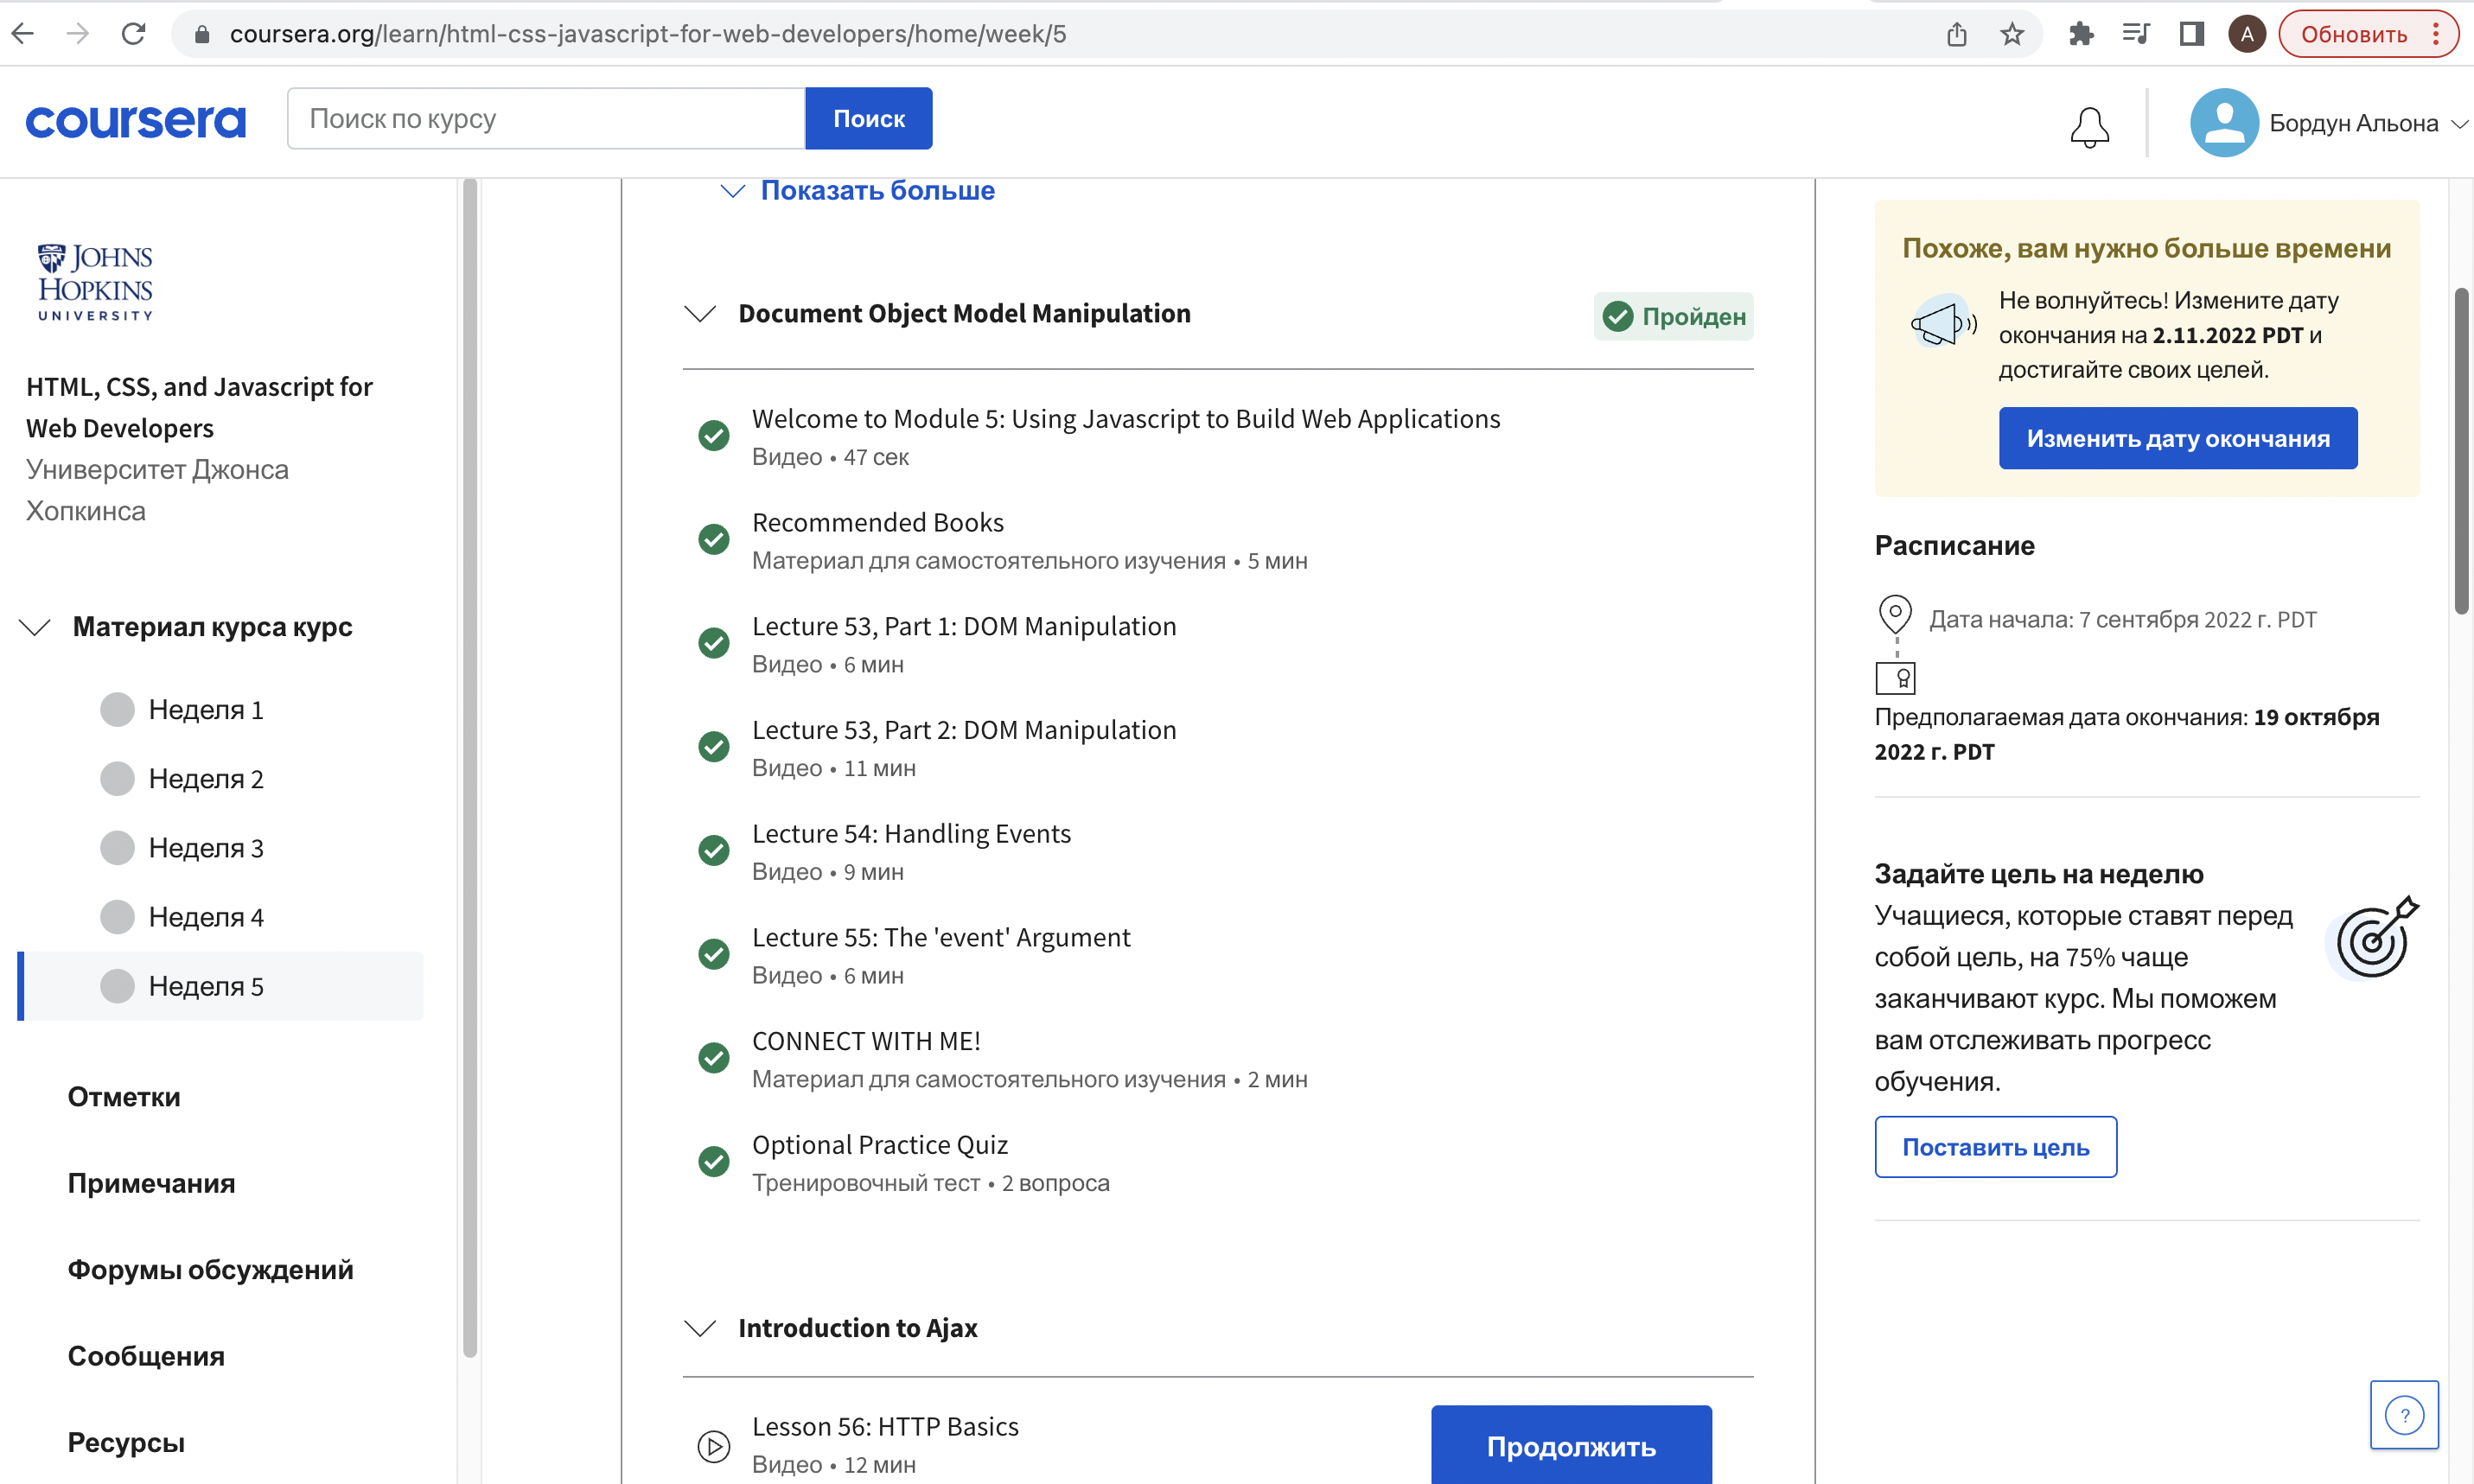 coursera.org/learn/html-css-javascript-for-web-developers/home/week/5
A
Обновить
coursera
Поиск по курсу
Поиск
Бордун Альона
JOHNS
HOPKINS
UNIVERSITY
HTML, CSS, and Javascript for
Web Developers
Университет Джонса
Хопкинса
Материал курса курс
Неделя 1
Неделя 2
Неделя 3
Неделя 4
Неделя 5
Отметки
Примечания
Форумы обсуждений
Сообщения
Ресурсы
Показать больше
Document Object Model Manipulation
Пройден
Welcome to Module 5: Using Javascript to Build Web Applications
Видео • 47 сек
Recommended Books
Материал для самостоятельного изучения • 5 мин
Lecture 53, Part 1: DOM Manipulation
Видео • 6 мин
Lecture 53, Part 2: DOM Manipulation
Видео • 11 мин
Lecture 54: Handling Events
Видео • 9 мин
Lecture 55: The 'event' Argument
Видео • 6 мин
CONNECT WITH ME!
Материал для самостоятельного изучения • 2 мин
Optional Practice Quiz
Тренировочный тест • 2 вопроса
Introduction to Ajax
Lesson 56: HTTP Basics
Видео • 12 мин
Продолжить
Похоже, вам нужно больше времени
Не волнуйтесь! Измените дату
окончания на 2.11.2022 PDT и
достигайте своих целей.
Изменить дату окончания
Расписание
Дата начала: 7 сентября 2022 г. PDT
Предполагаемая дата окончания: 19 октября
2022 г. PDT
Задайте цель на неделю
Учащиеся, которые ставят перед
собой цель, на 75% чаще
заканчивают курс. Мы поможем
вам отслеживать прогресс
обучения.
Поставить цель
?